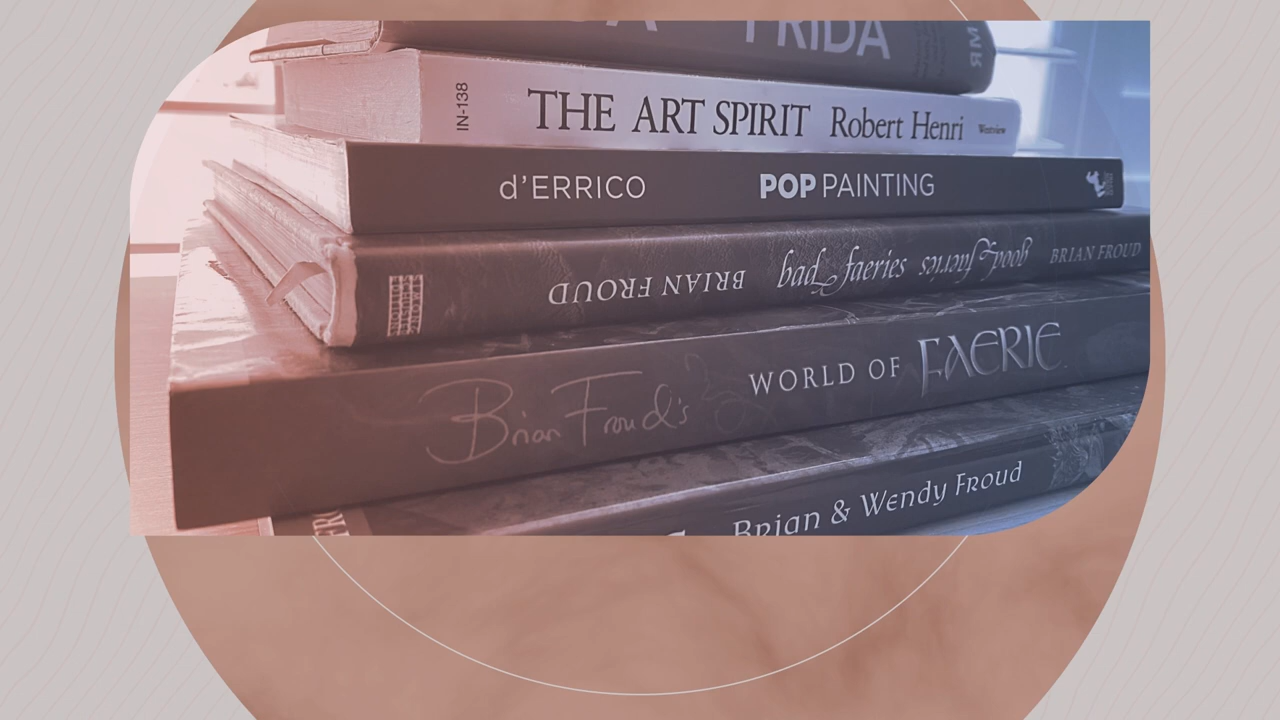 FRIDA
IN-138 THE ART SPIRIT Robert Henri Westview
d'ERRICO POP PAINTING
BRIAN FROUD bad faeries good faeries BRIAN FROUD
Brian Froud's WORLD OF FAERIE
Brian & Wendy Froud